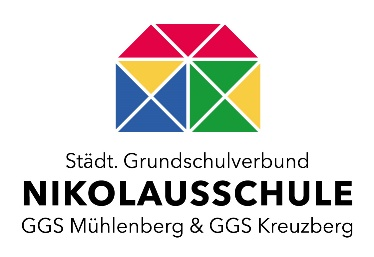 Städt. Grundschulverbund
NIKOLAUSSCHULE
GGS Mühlenberg & GGS Kreuzberg